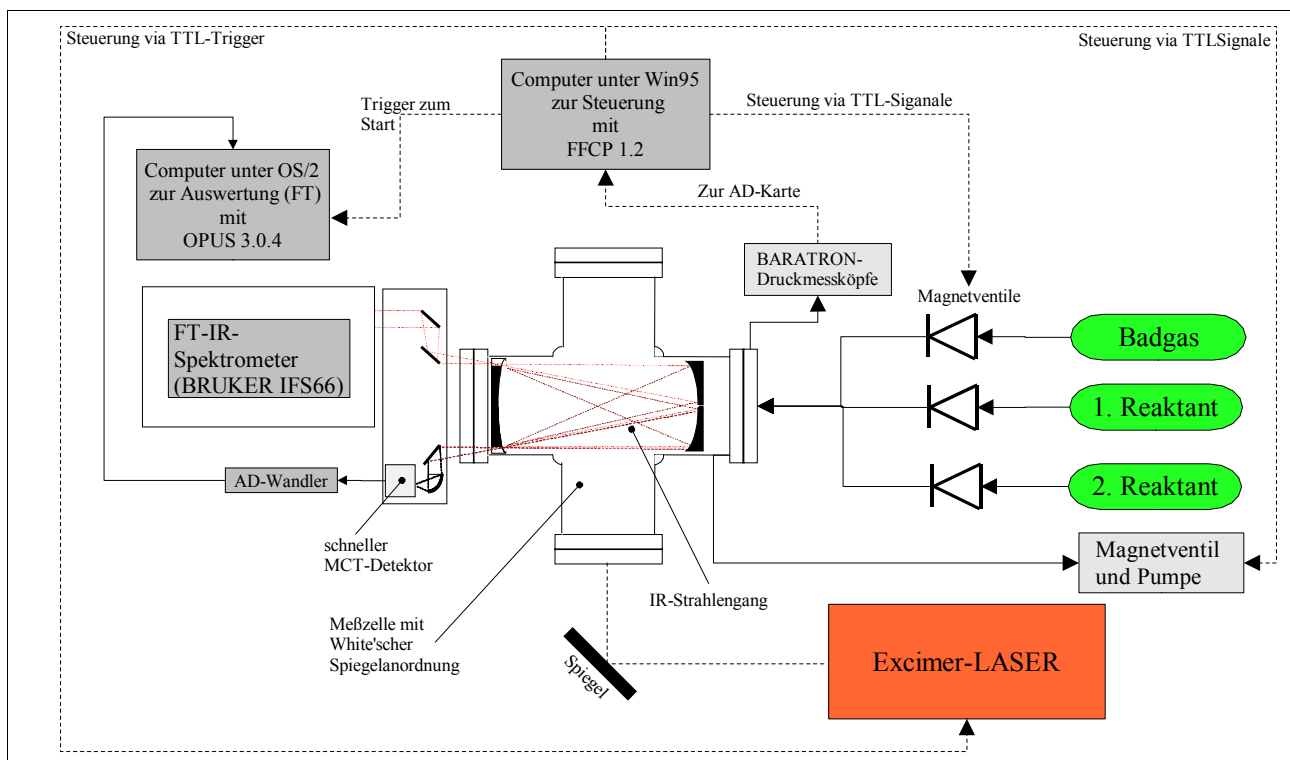 Steuerung via TTL-Trigger
Steuerung via TTLSignale
Computer unter Win95
zur Steuerung
mit
FFCP 1.2
Trigger zum
Start
Steuerung via TTL-Siganale
Computer unter OS/2
zur Auswertung (FT)
mit
OPUS 3.0.4
Zur AD-Karte
BARATRON-
Druckmessköpfe
Magnetventile
FT-IR-
Spektrometer
(BRUKER IFS66)
Badgas
1. Reaktant
2. Reaktant
AD-Wandler
schneller
MCT-Detektor
Magnetventil
und Pumpe
IR-Strahlengang
Meßzelle mit
White'scher
Spiegelanordnung
Spiegel
Excimer-LASER